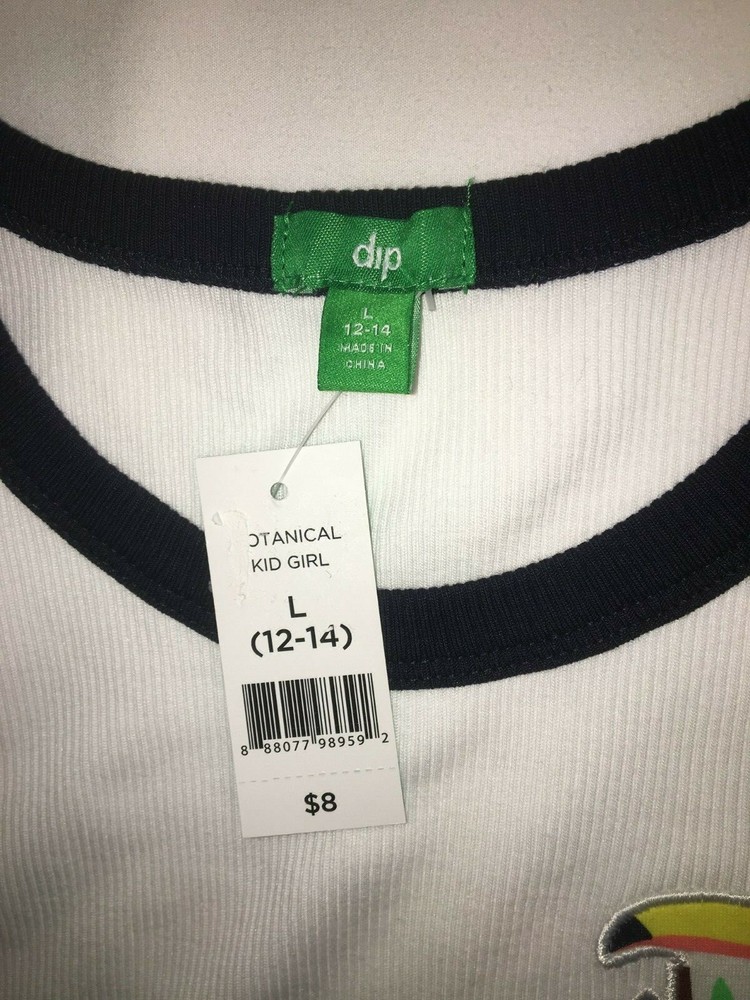 dip
L
12-14
MADE IN
CHINA
OTANICAL
KID GIRL
L
(12-14)
8 88077 98959 2
$8